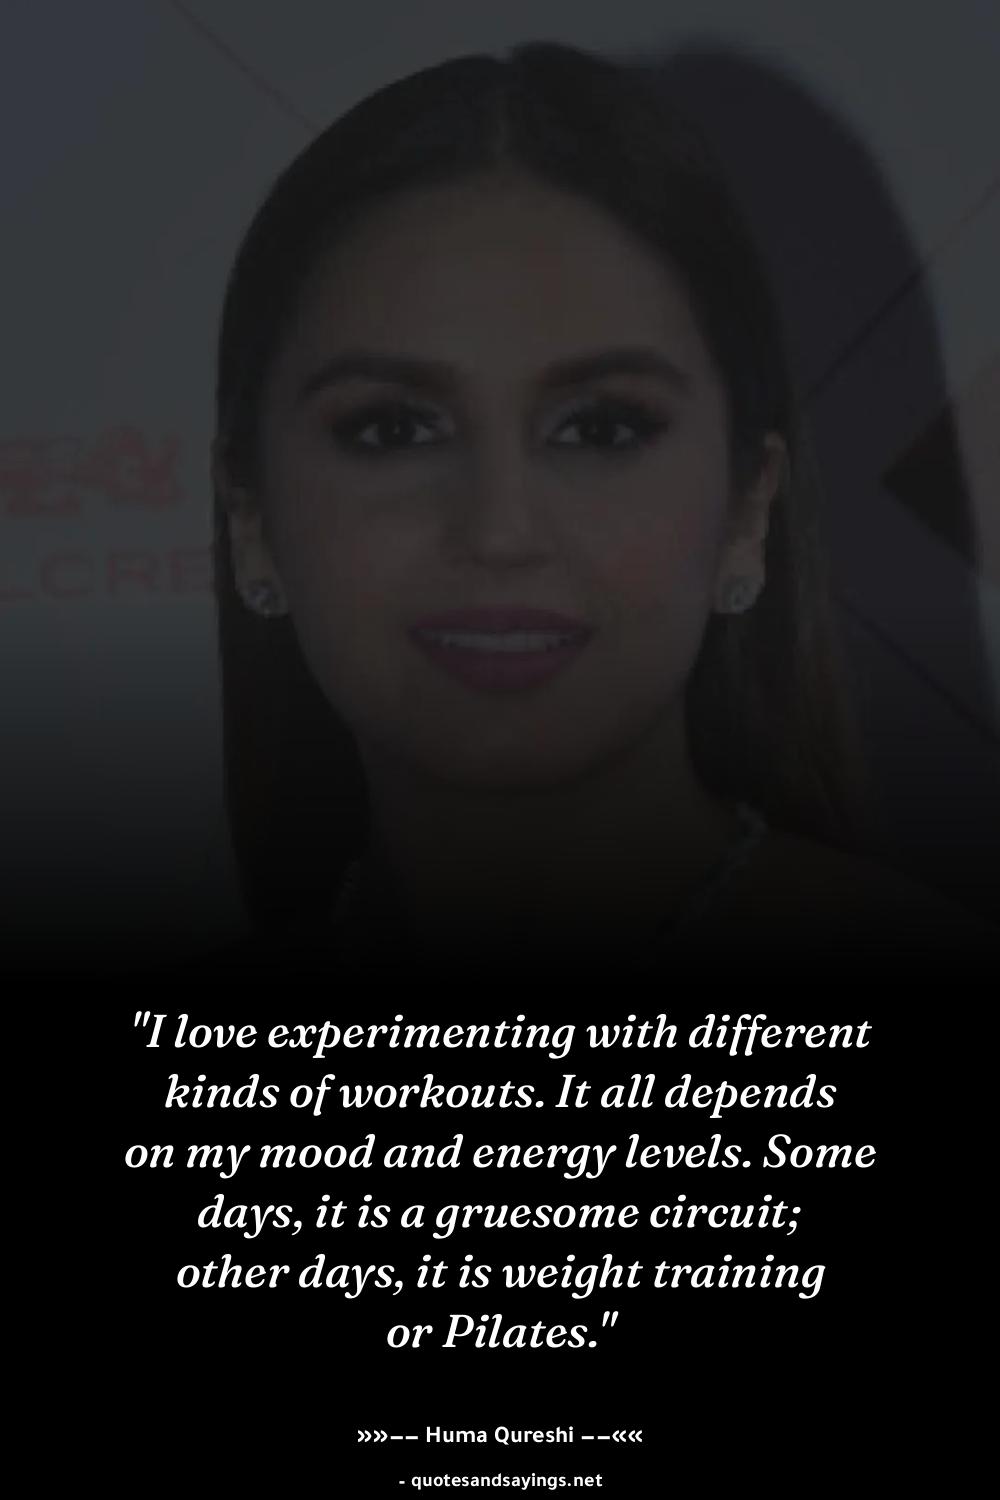 LCRE
"I love experimenting with different
kinds of workouts. It all depends
on my mood and energy levels. Some
days, it is a gruesome circuit;
other days, it is weight training
or Pilates."
»»−− Huma Qureshi −−««
- quotesandsayings.net